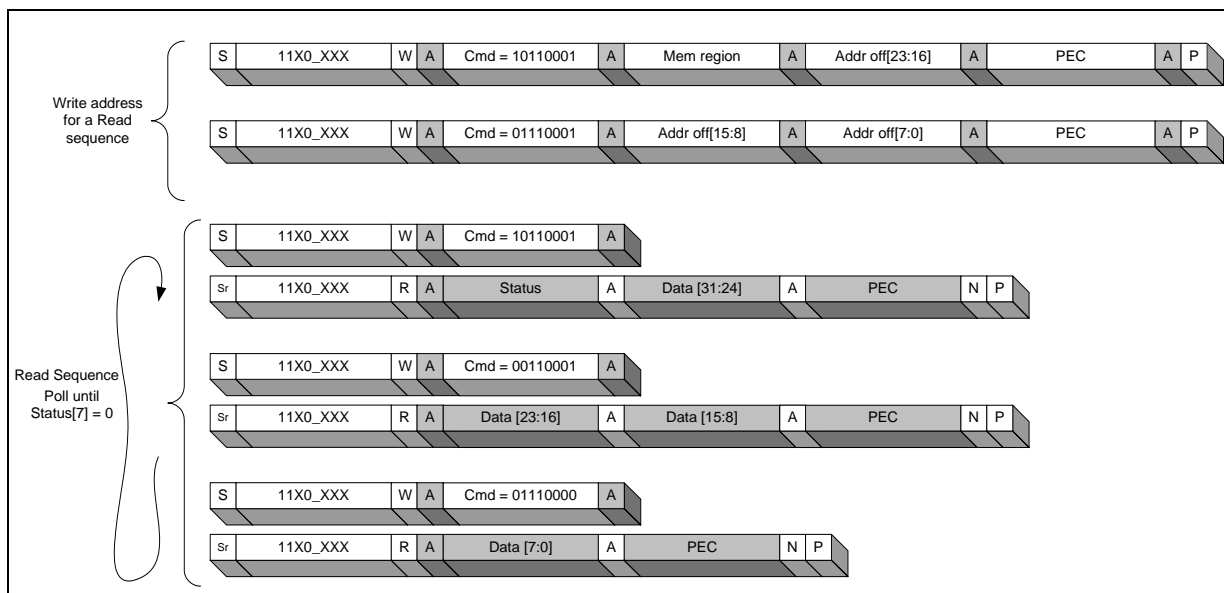 S 11X0_XXX W A Cmd = 10110001 A Mem region A Addr off[23:16] A PEC A P
Write address
for a Read
sequence
S 11X0_XXX W A Cmd = 01110001 A Addr off[15:8] A Addr off[7:0] A PEC A P
S 11X0_XXX W A Cmd = 10110001 A
Sr 11X0_XXX R A Status A Data [31:24] A PEC N P
Read Sequence
Poll until
Status[7] = 0
S 11X0_XXX W A Cmd = 00110001 A
Sr 11X0_XXX R A Data [23:16] A Data [15:8] A PEC N P
S 11X0_XXX W A Cmd = 01110000 A
Sr 11X0_XXX R A Data [7:0] A PEC N P